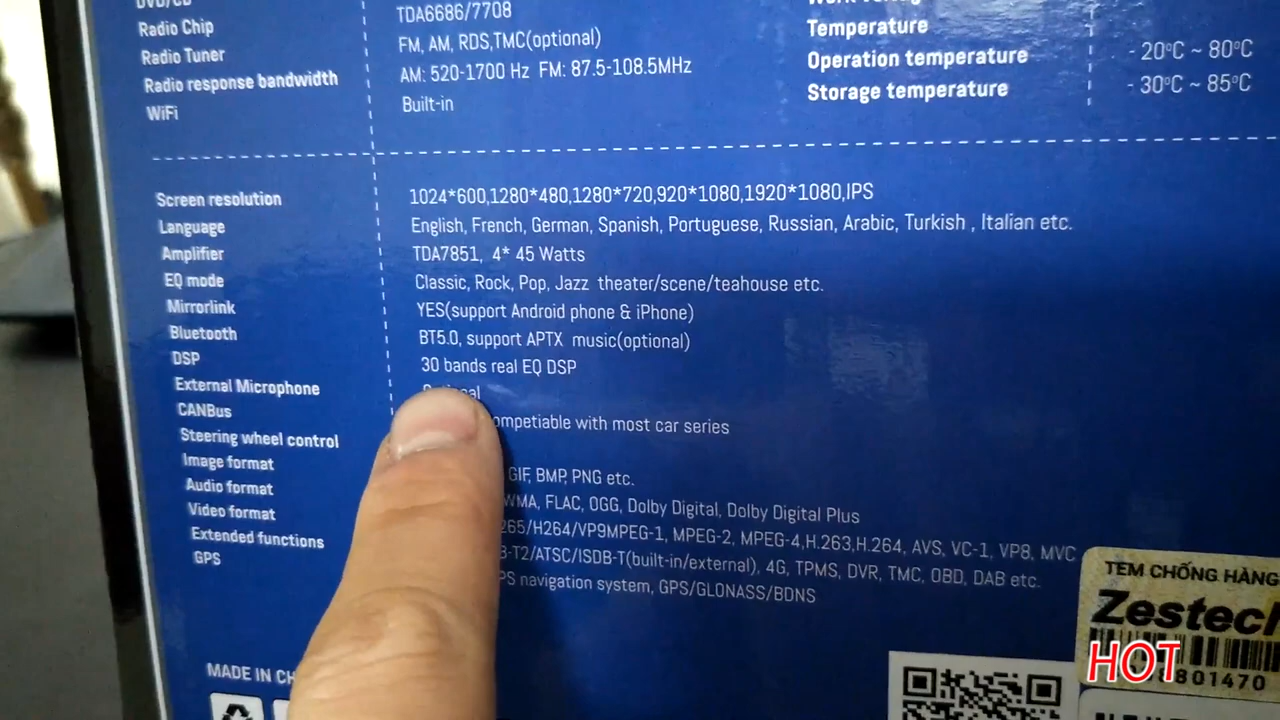 DVD/CD
Radio Chip TDA6686/7708
Radio Tuner FM, AM, RDS,TMC(optional)
Radio response bandwidth AM: 520-1700 Hz FM: 87.5-108.5MHz
WiFi Built-in
Temperature
Operation temperature - 20°C ~ 80°C
Storage temperature - 30°C ~ 85°C
Screen resolution 1024*600,1280*480,1280*720,920*1080,1920*1080,IPS
Language English, French, German, Spanish, Portuguese, Russian, Arabic, Turkish , Italian etc.
Amplifier TDA7851, 4* 45 Watts
EQ mode Classic, Rock, Pop, Jazz theater/scene/teahouse etc.
Mirrorlink YES(support Android phone & iPhone)
Bluetooth BT5.0, support APTX music(optional)
DSP 30 bands real EQ DSP
External Microphone
CANBus ompetiable with most car series
Steering wheel control
Image format GIF, BMP, PNG etc.
Audio format WMA, FLAC, OGG, Dolby Digital, Dolby Digital Plus
Video format 265/H264/VP9MPEG-1, MPEG-2, MPEG-4,H.263,H.264, AVS, VC-1, VP8, MVC
Extended functions -T2/ATSC/ISDB-T(built-in/external), 4G, TPMS, DVR, TMC, OBD, DAB etc.
GPS navigation system, GPS/GLONASS/BDNS
MADE IN CH
TEM CHỐNG HÀNG
Zestech
HOT
8801470